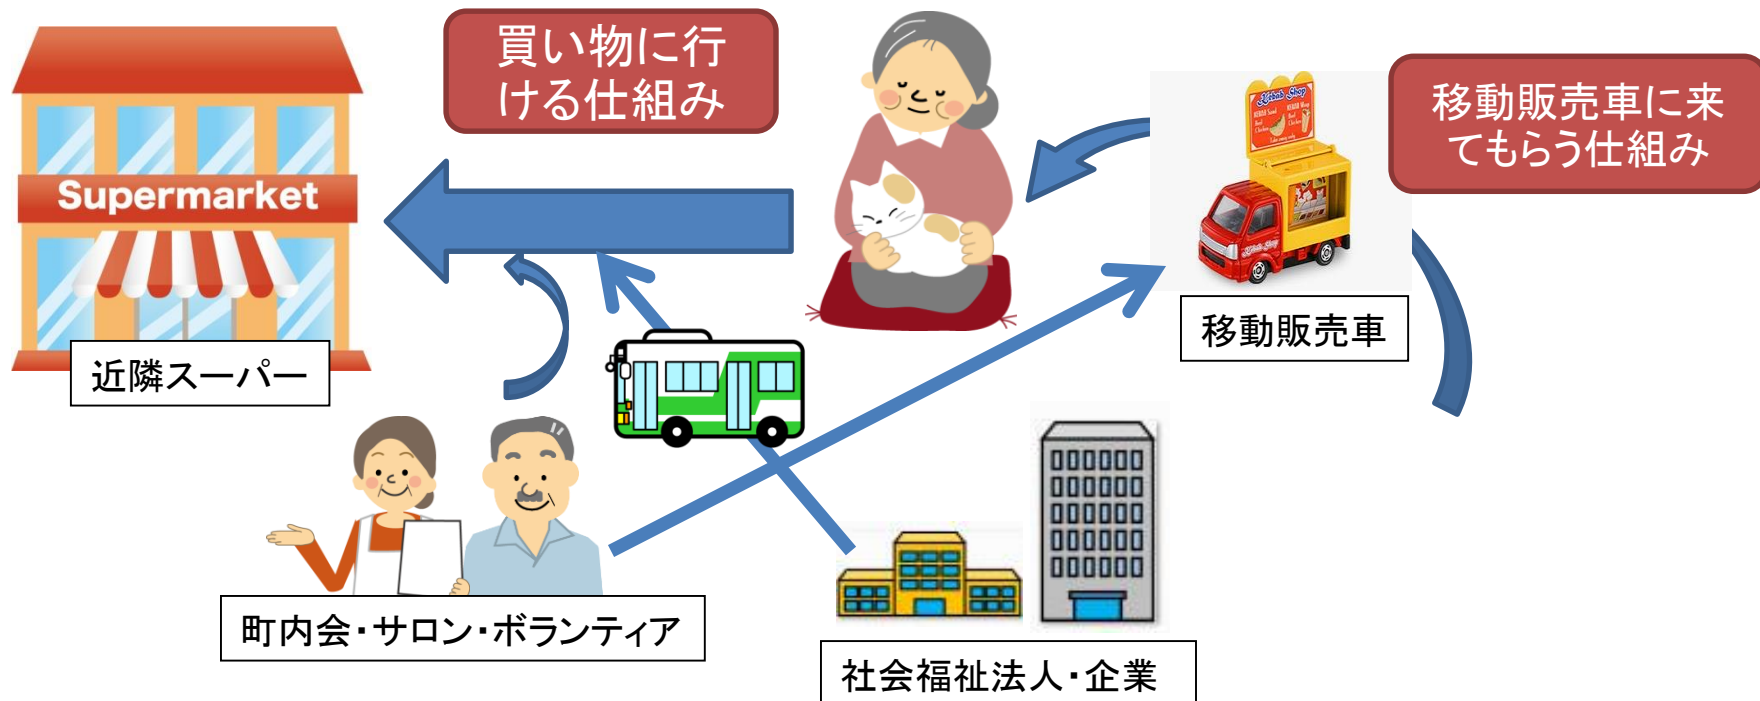 買い物に行
ける仕組み
移動販売車に来
てもらう仕組み
Kebab Shop
Supermarket
移動販売車
近隣スーパー
町内会・サロン・ボランティア
社会福祉法人・企業